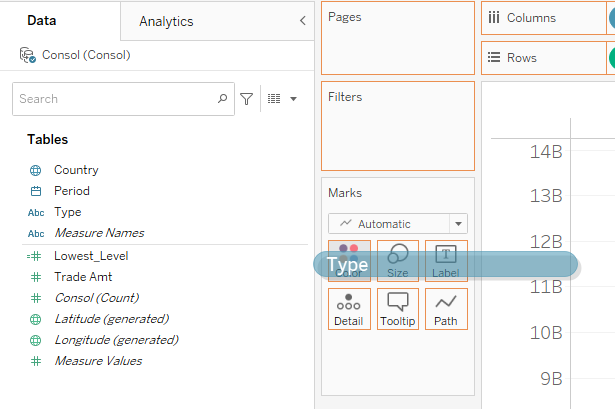 Data
Analytics
Consol (Consol)
Search
Tables
Country
Period
Abc Type
Abc Measure Names
Lowest_Level
Trade Amt
Consol (Count)
Latitude (generated)
Longitude (generated)
Measure Values
Pages
Filters
Marks
Automatic
Color Size Label
Type
Detail Tooltip Path
Columns
Rows
14B
13B
12B
11B
10B
9B